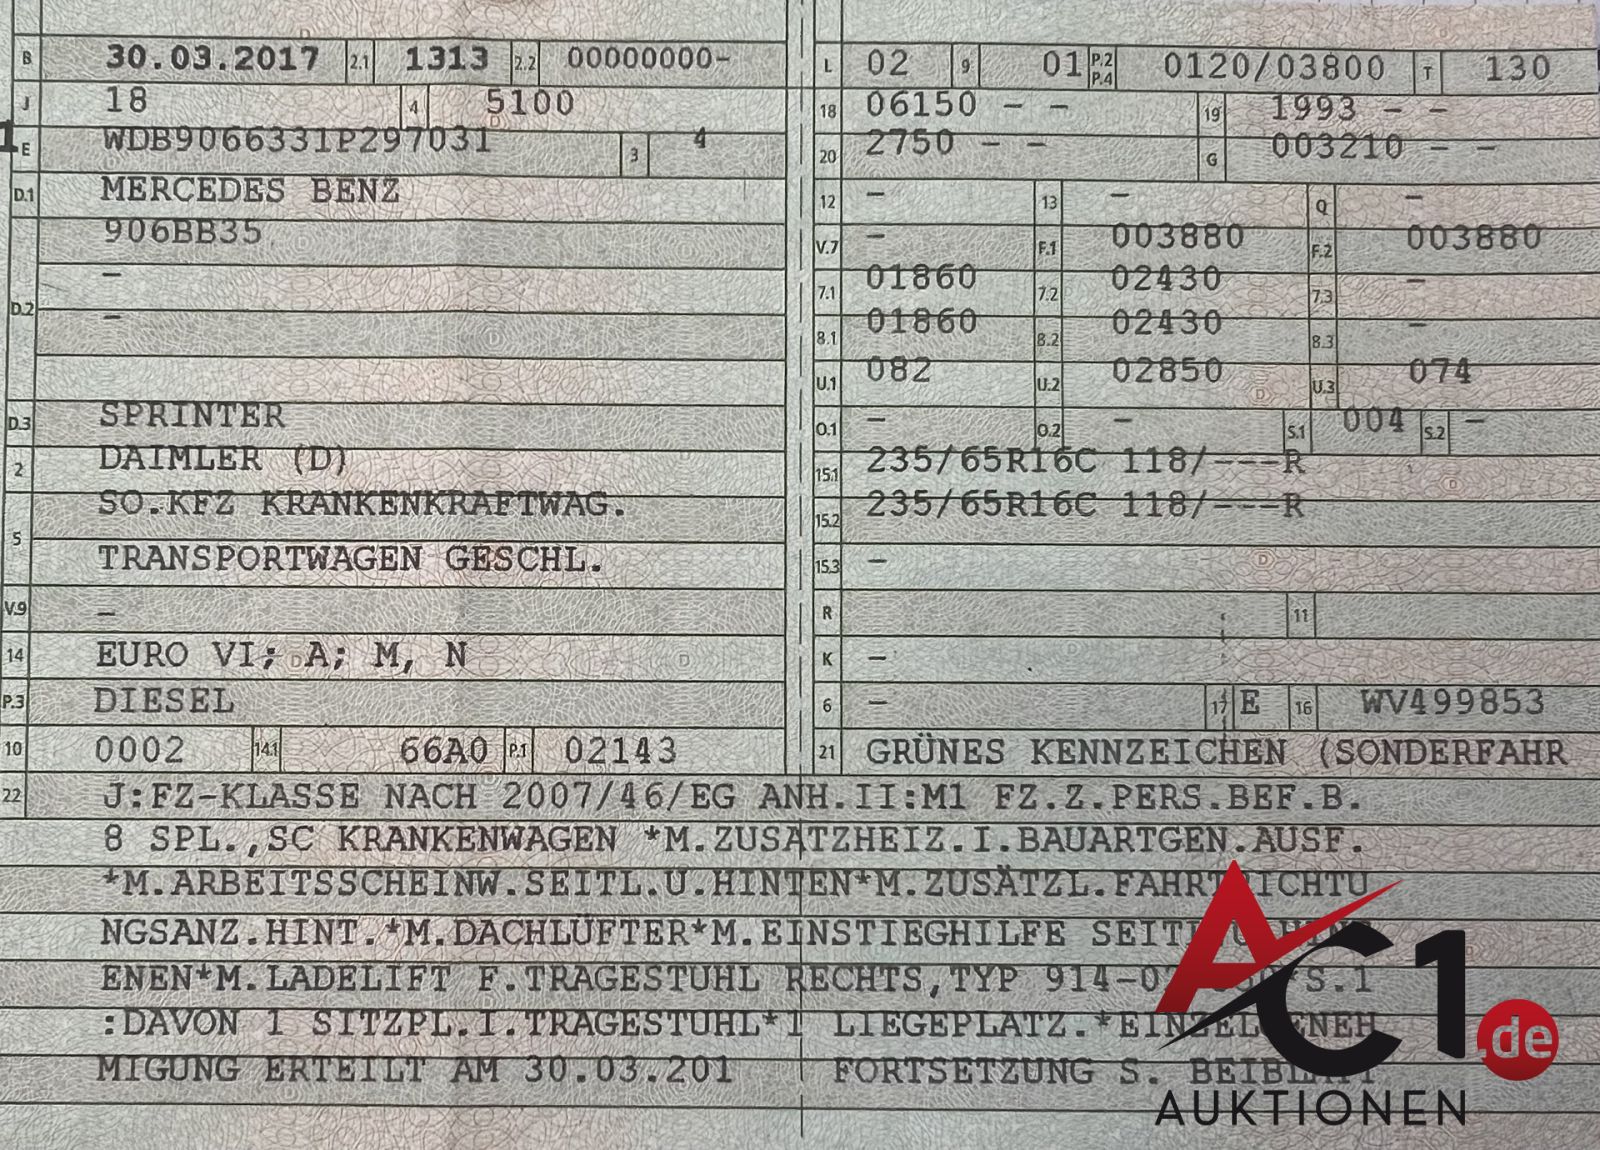 B 30.03.2017 2.1 1313 2.2 00000000-
J 18 4 5100
1 E WDB9066331P297031 3 4
D.1 MERCEDES BENZ
906BB35
–
D.2 –
D.3 SPRINTER
2 DAIMLER (D)
SO.KFZ KRANKENKRAFTWAG.
5
TRANSPORTWAGEN GESCHL.
V.9 –
14 EURO VI; A; M, N
P.3 DIESEL
10 0002 14.1 66A0 P.1 02143
L 02 9 01 P.2 P.4 0120/03800 T 130
18 06150 – – 19 1993 – –
20 2750 – – G 003210 – –
12 – 13 – Q –
V.7 – F.1 003880 F.2 003880
7.1 01860 7.2 02430 7.3 –
8.1 01860 8.2 02430 8.3 –
U.1 082 U.2 02850 U.3 074
O.1 – O.2 – S.1 004 S.2 –
15.1 235/65R16C 118/---R
15.2 235/65R16C 118/---R
15.3 –
R 11
K –
6 – 17 E 16 WV499853
21 GRÜNES KENNZEICHEN (SONDERFAHR
22 J:FZ-KLASSE NACH 2007/46/EG ANH.II:M1 FZ.Z.PERS.BEF.B.
8 SPL.,SC KRANKENWAGEN *M.ZUSATZHEIZ.I.BAUARTGEN.AUSF.
*M.ARBEITSSCHEINW.SEITL.U.HINTEN*M.ZUSÄTZL.FAHRTRICHTU
NGSANZ.HINT.*M.DACHLÜFTER*M.EINSTIEGHILFE SEITL
ENEN*M.LADELIFT F.TRAGESTUHL RECHTS,TYP S.1
:DAVON 1 SITZPL.I.TRAGESTUHL*1 LIEGEPLATZ.*EINZELGENEH
MIGUNG ERTEILT AM 30.03.201 FORTSETZUNG S. BEIBLATT
AC1.de
AUKTIONEN